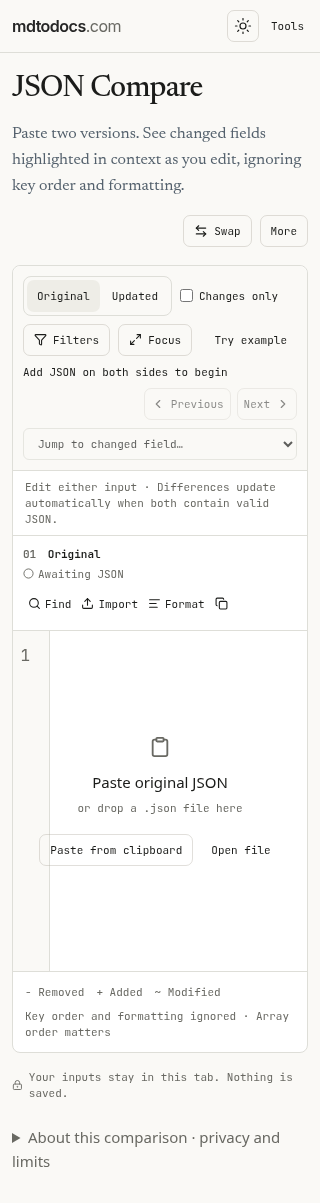 mdtodocs.com
Tools
JSON Compare
Paste two versions. See changed fields
highlighted in context as you edit, ignoring
key order and formatting.
Swap
More
Original
Updated
Changes only
Filters
Focus
Try example
Add JSON on both sides to begin
Previous
Next
Jump to changed field…
Edit either input · Differences update
automatically when both contain valid
JSON.
01 Original
Awaiting JSON
Find
Import
Format
1
Paste original JSON
or drop a .json file here
Paste from clipboard
Open file
- Removed + Added ~ Modified
Key order and formatting ignored · Array
order matters
Your inputs stay in this tab. Nothing is
saved.
About this comparison · privacy and
limits